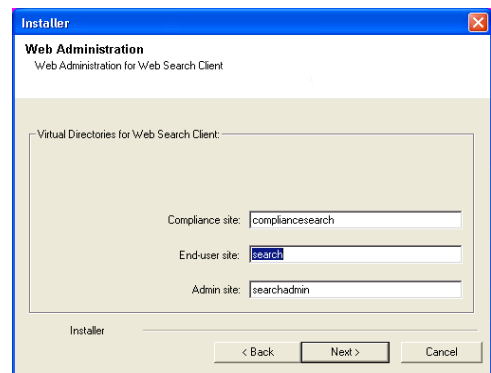 Installer
Web Administration
Web Administration for Web Search Client
Virtual Directories for Web Search Client:
Compliance site: compliancesearch
End-user site: search
Admin site: searchadmin
Installer
< Back Next > Cancel